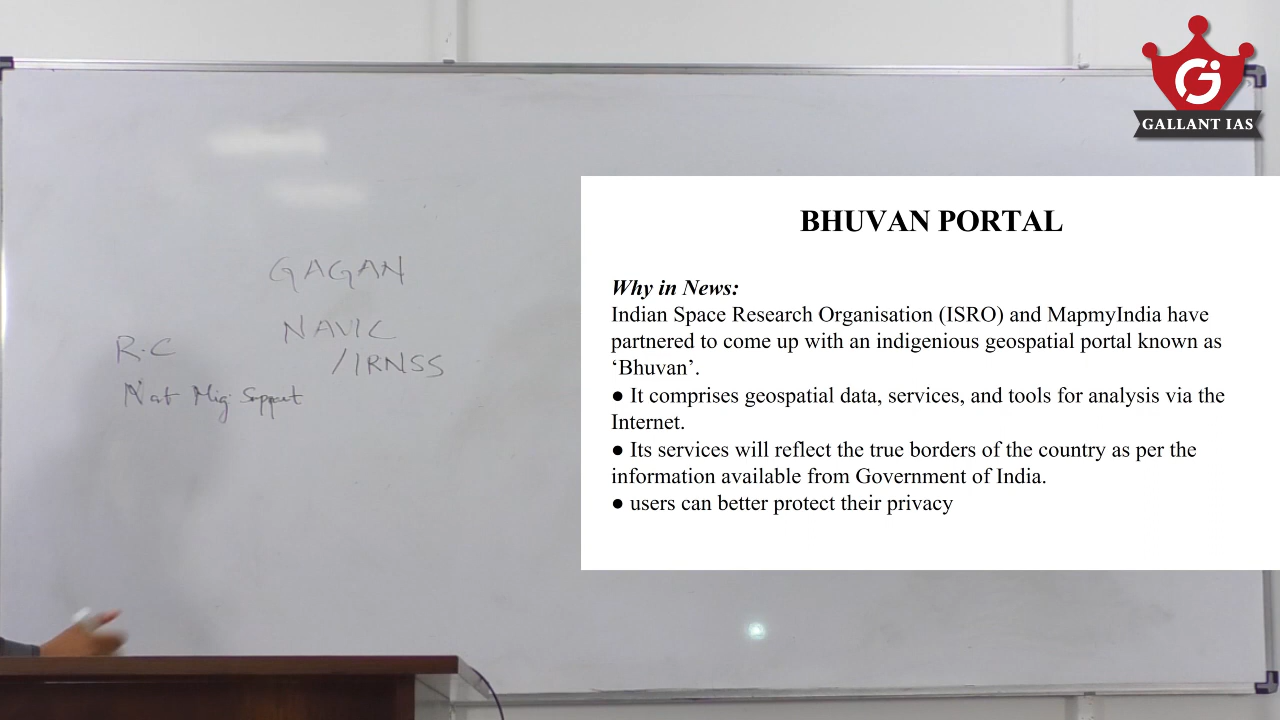 GALLANT IAS
GAGAN
NAVIC
/IRNSS
R.C
Nat Mig. Support
BHUVAN PORTAL
Why in News:
Indian Space Research Organisation (ISRO) and MapmyIndia have
partnered to come up with an indigenious geospatial portal known as
‘Bhuvan’.
● It comprises geospatial data, services, and tools for analysis via the
Internet.
● Its services will reflect the true borders of the country as per the
information available from Government of India.
● users can better protect their privacy